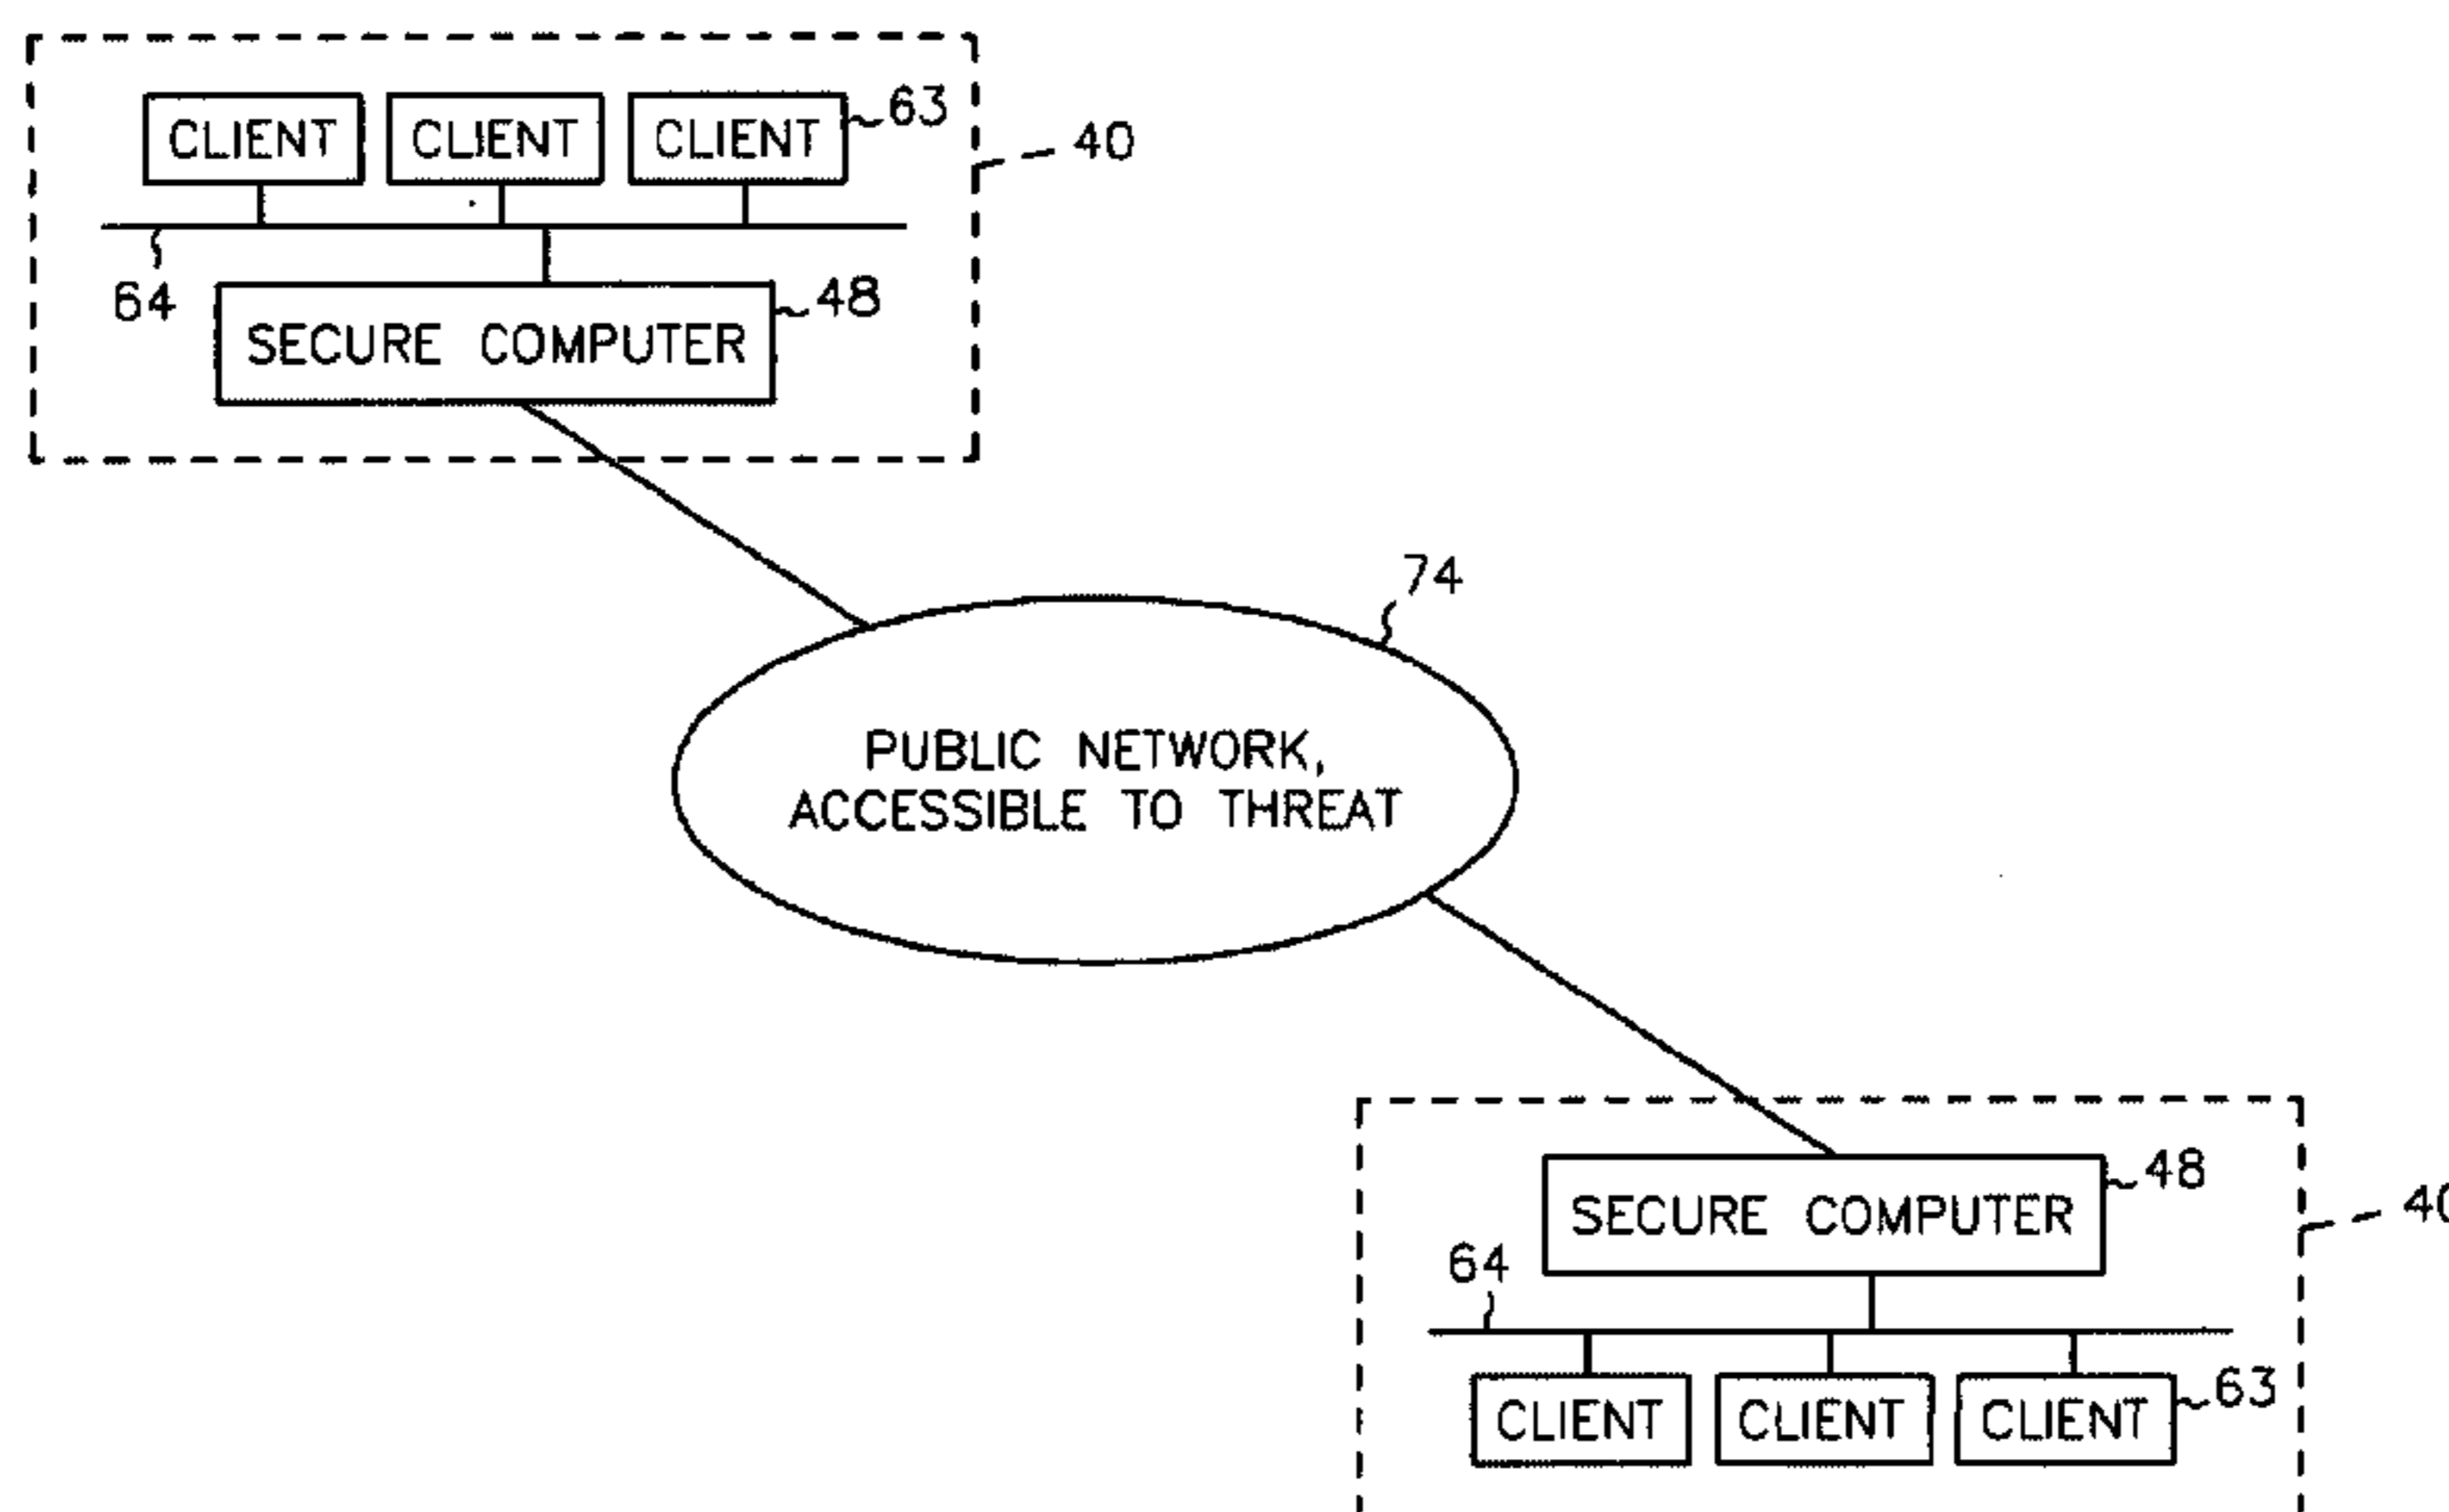 CLIENT CLIENT CLIENT 63
40
64
48
SECURE COMPUTER
74
PUBLIC NETWORK,
ACCESSIBLE TO THREAT
48
SECURE COMPUTER
40
64
63
CLIENT CLIENT CLIENT